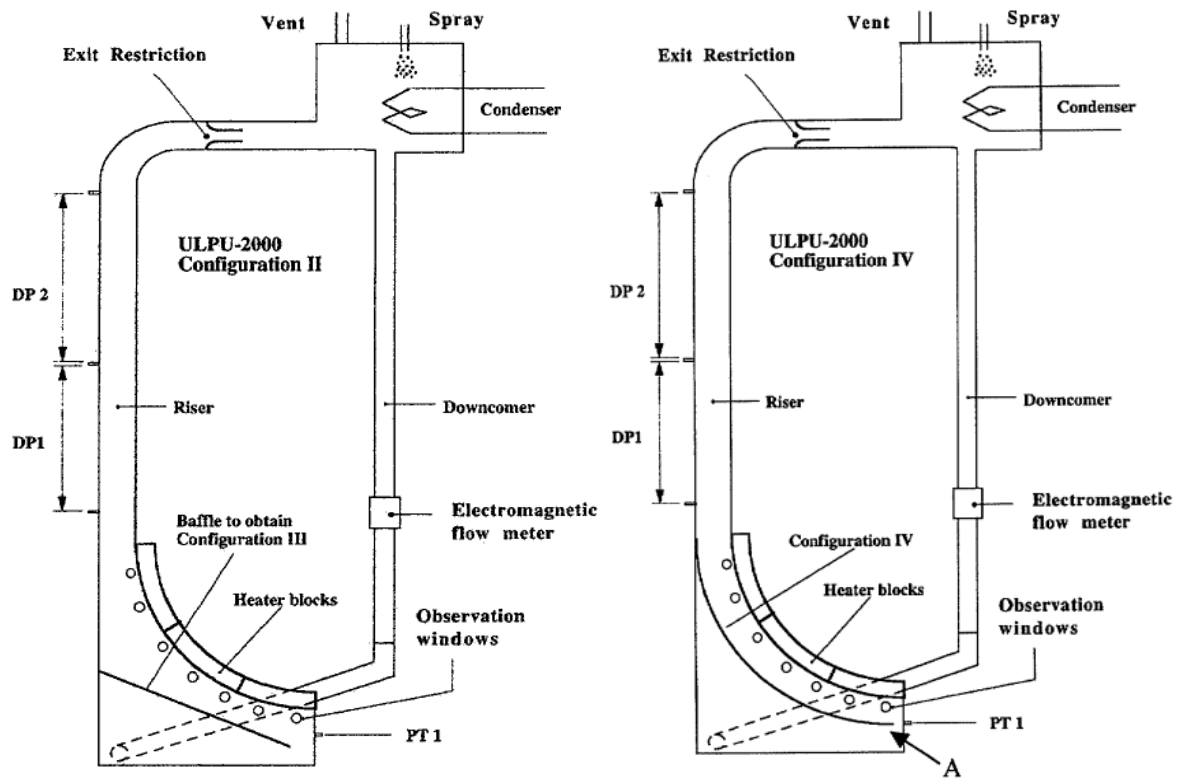 Vent
Spray
Exit Restriction
Condenser
ULPU-2000
Configuration II
DP 2
Riser
Downcomer
DP1
Electromagnetic
flow meter
Baffle to obtain
Configuration III
Heater blocks
Observation
windows
PT 1
Vent
Spray
Exit Restriction
Condenser
ULPU-2000
Configuration IV
DP 2
Riser
Downcomer
DP1
Electromagnetic
flow meter
Configuration IV
Heater blocks
Observation
windows
PT 1
A